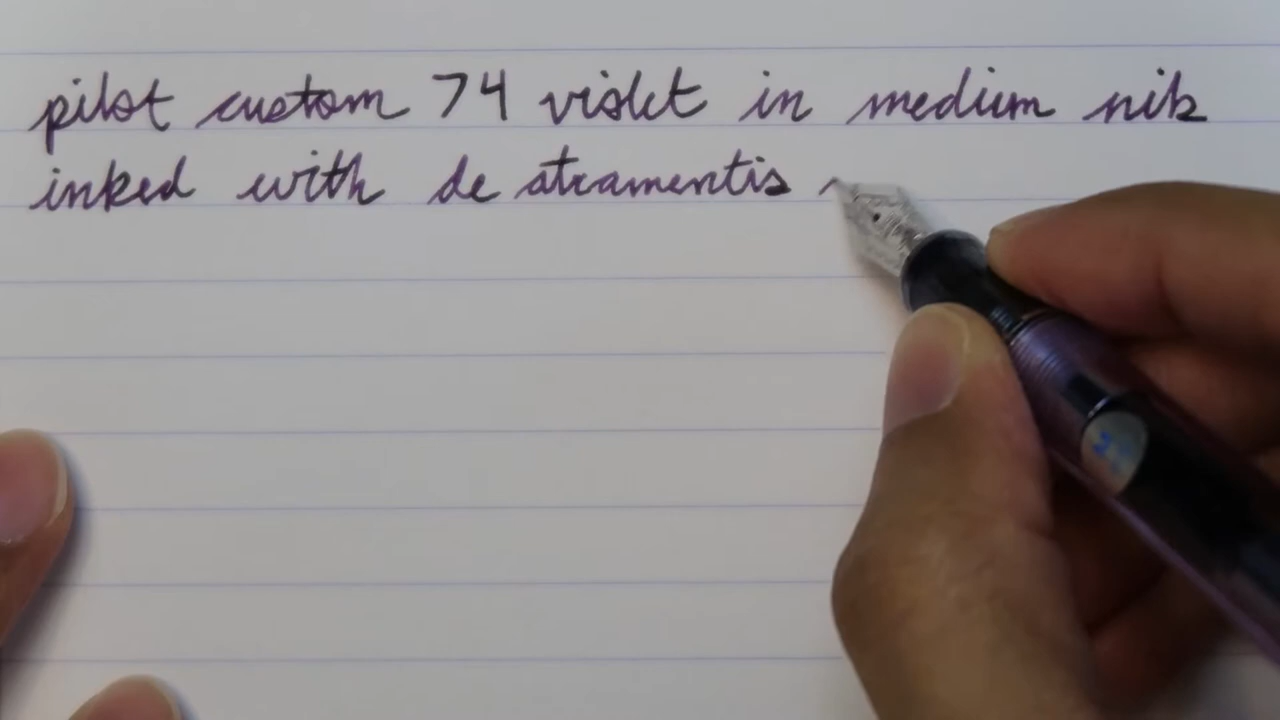 pilot custom 74 violet in medium nib
inked with de atramentis